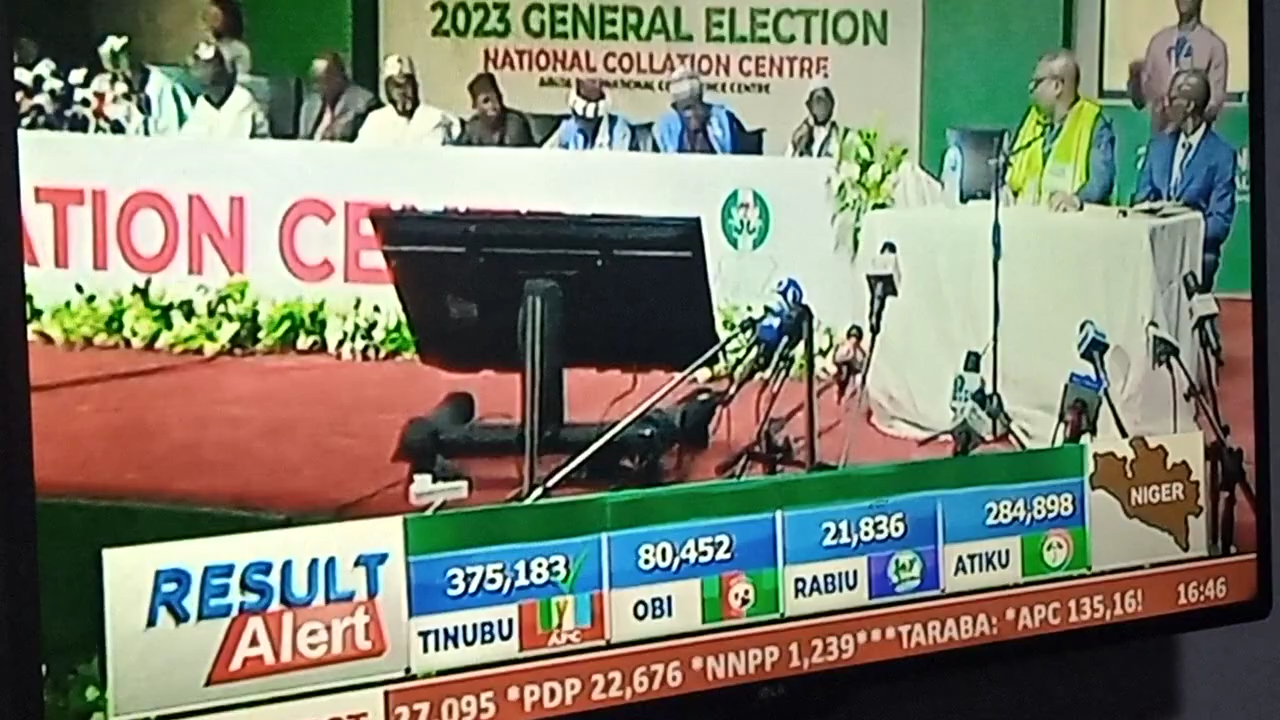 2023 GENERAL ELECTION
NATIONAL COLLATION CENTRE
ATION CE
RESULT
Alert
375,183
TINUBU
APC
80,452
OBI
21,836
RABIU
284,898
ATIKU
NIGER
27,095 *PDP 22,676 *NNPP 1,239***TARABA: *APC 135,16
16:46